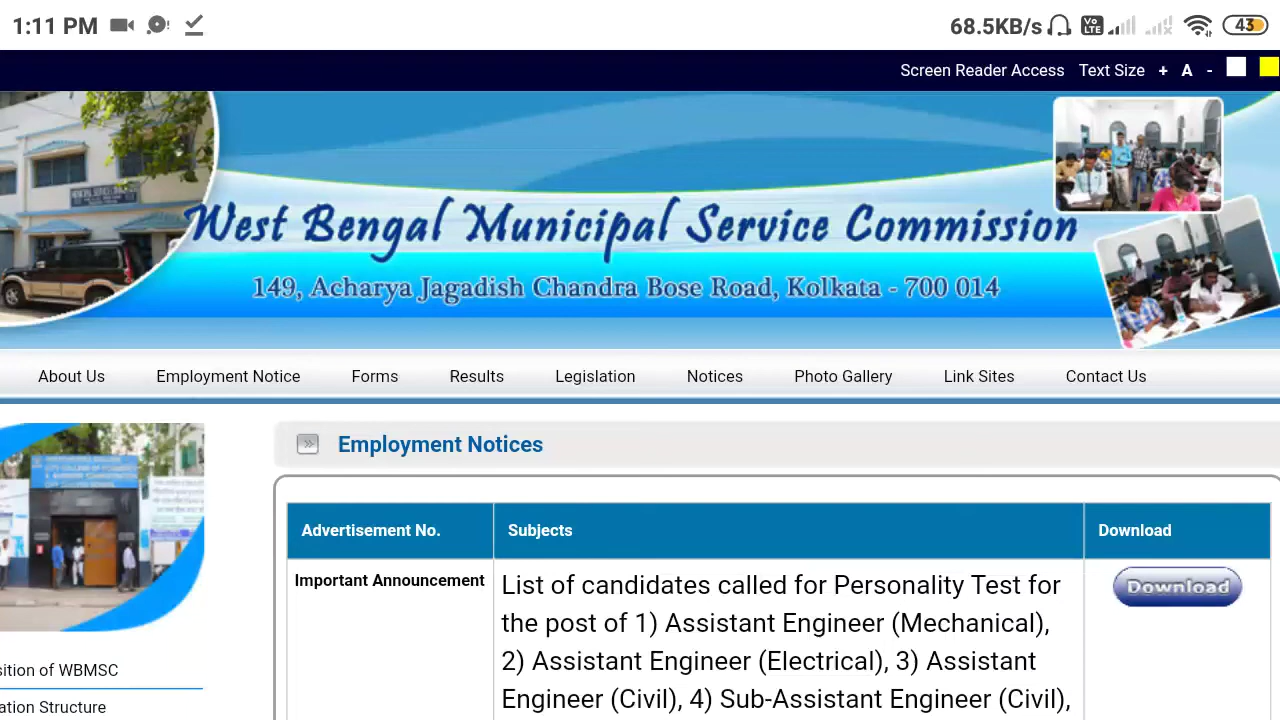 1:11 PM
68.5KB/s
Vo
LTE
43
Screen Reader Access Text Size + A -
West Bengal Municipal Service Commission
149, Acharya Jagadish Chandra Bose Road, Kolkata - 700 014
About Us Employment Notice Forms Results Legislation Notices Photo Gallery Link Sites Contact Us
Employment Notices
Advertisement No. Subjects Download
Important Announcement
List of candidates called for Personality Test for
the post of 1) Assistant Engineer (Mechanical),
2) Assistant Engineer (Electrical), 3) Assistant
Engineer (Civil), 4) Sub-Assistant Engineer (Civil),
Download
sition of WBMSC
ation Structure